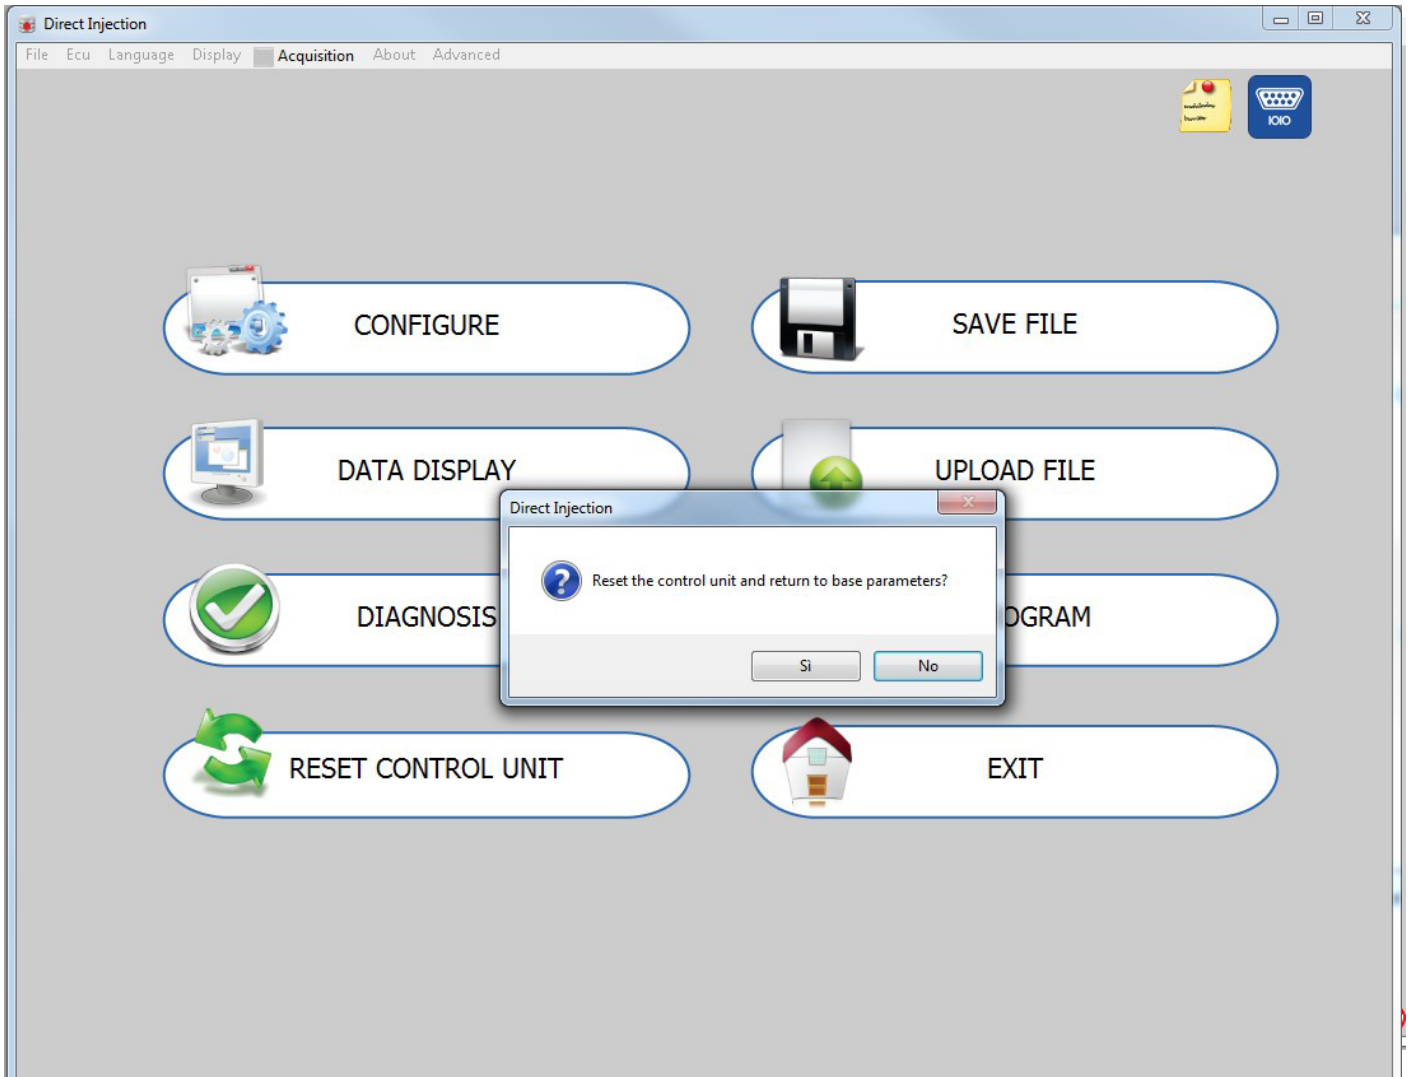 Direct Injection
File Ecu Language Display Acquisition About Advanced
IOIO
CONFIGURE
SAVE FILE
DATA DISPLAY
UPLOAD FILE
Direct Injection
Reset the control unit and return to base parameters?
DIAGNOSIS
OGRAM
Sì
No
RESET CONTROL UNIT
EXIT